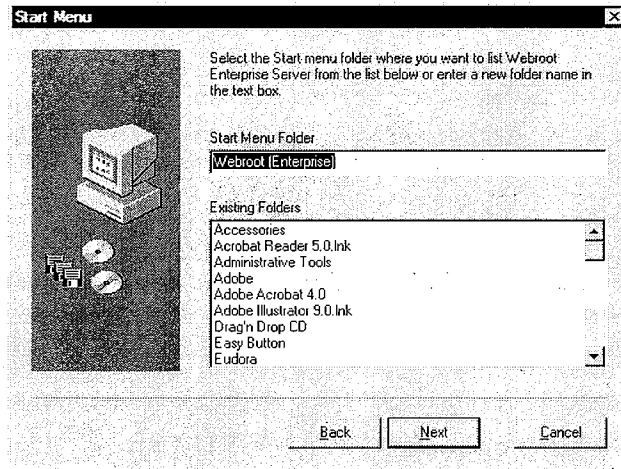 Start Menu
Select the Start menu folder where you want to list Webroot
Enterprise Server from the list below or enter a new folder name in
the text box.
Start Menu Folder
Webroot (Enterprise)
Existing Folders
Accessories
Acrobat Reader 5.0.lnk
Administrative Tools
Adobe
Adobe Acrobat 4.0
Adobe Illustrator 9.0.lnk
Drag'n Drop CD
Easy Button
Eudora
Back
Next
Cancel